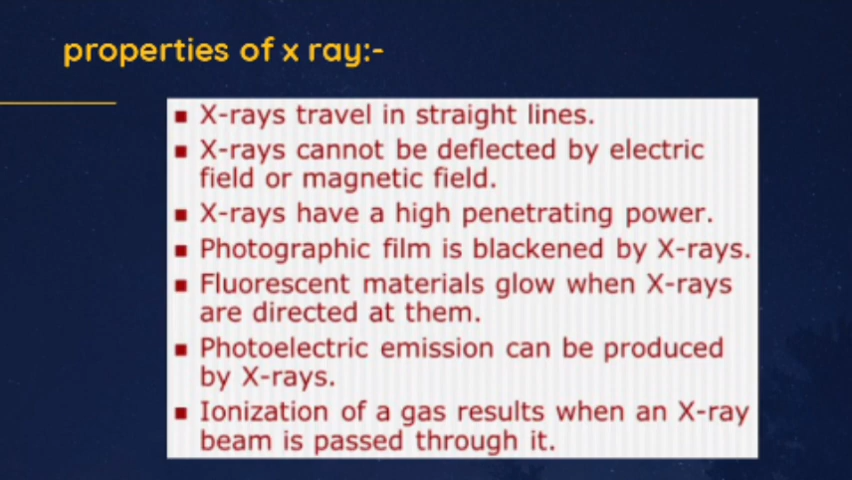 properties of x ray:-
▪ X-rays travel in straight lines.
▪ X-rays cannot be deflected by electric
field or magnetic field.
▪ X-rays have a high penetrating power.
▪ Photographic film is blackened by X-rays.
▪ Fluorescent materials glow when X-rays
are directed at them.
▪ Photoelectric emission can be produced
by X-rays.
▪ Ionization of a gas results when an X-ray
beam is passed through it.